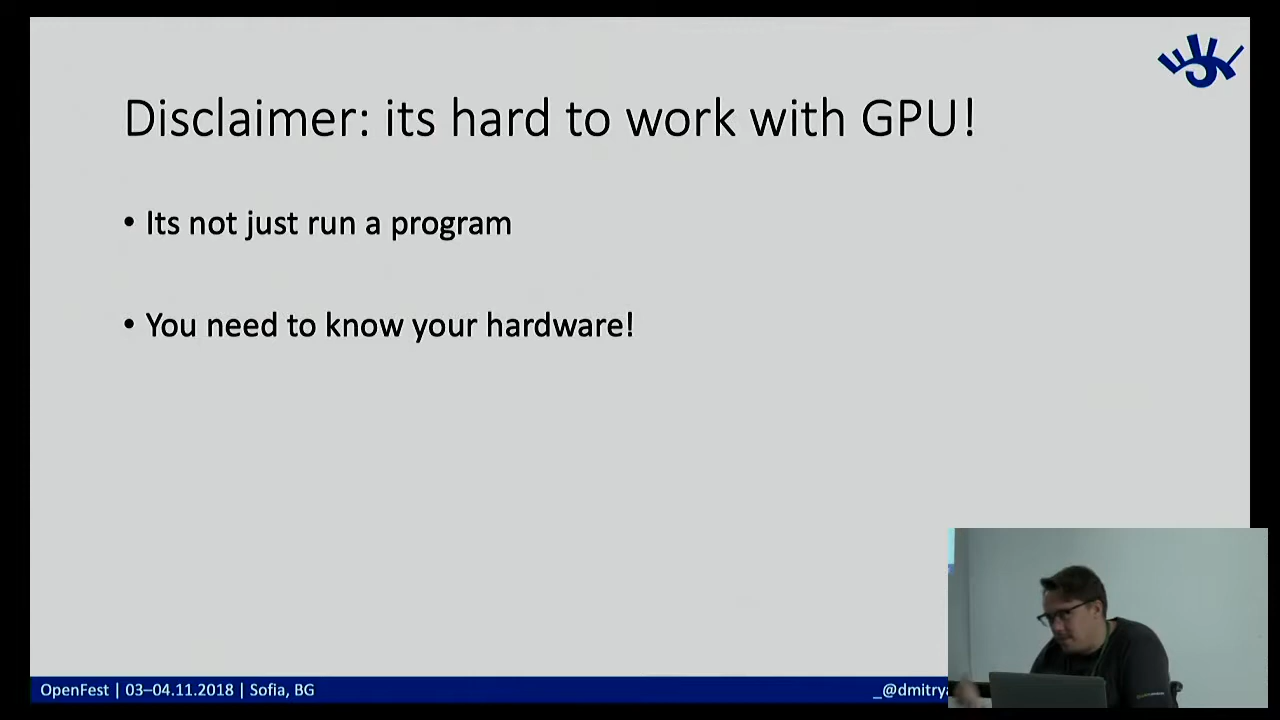 Disclaimer: its hard to work with GPU!
• Its not just run a program
• You need to know your hardware!
OpenFest | 03–04.11.2018 | Sofia, BG